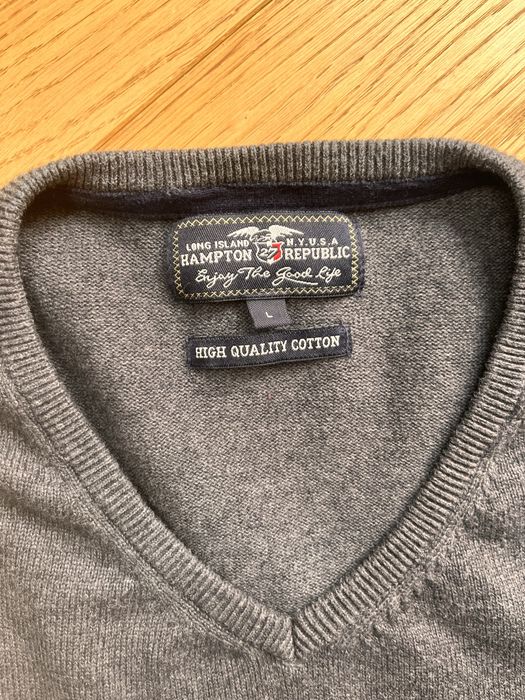 LONG ISLAND N.Y.U.S.A
HAMPTON 27 REPUBLIC
Enjoy The Good Life
L
HIGH QUALITY COTTON